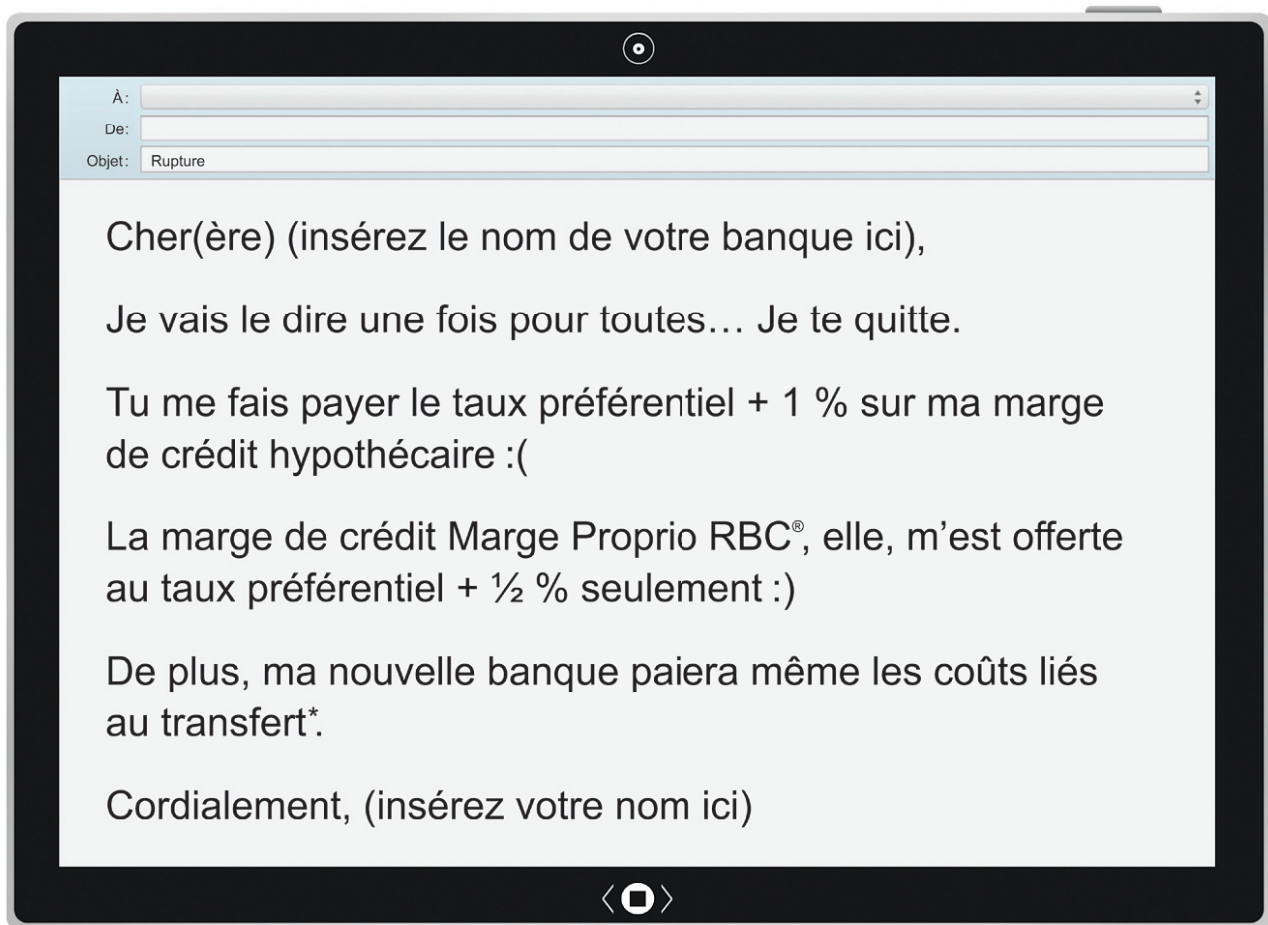 À:
De:
Objet: Rupture
Cher(ère) (insérez le nom de votre banque ici),
Je vais le dire une fois pour toutes… Je te quitte.
Tu me fais payer le taux préférentiel + 1 % sur ma marge
de crédit hypothécaire :(
La marge de crédit Marge Proprio RBC®, elle, m’est offerte
au taux préférentiel + ½ % seulement :)
De plus, ma nouvelle banque paiera même les coûts liés
au transfert*.
Cordialement, (insérez votre nom ici)